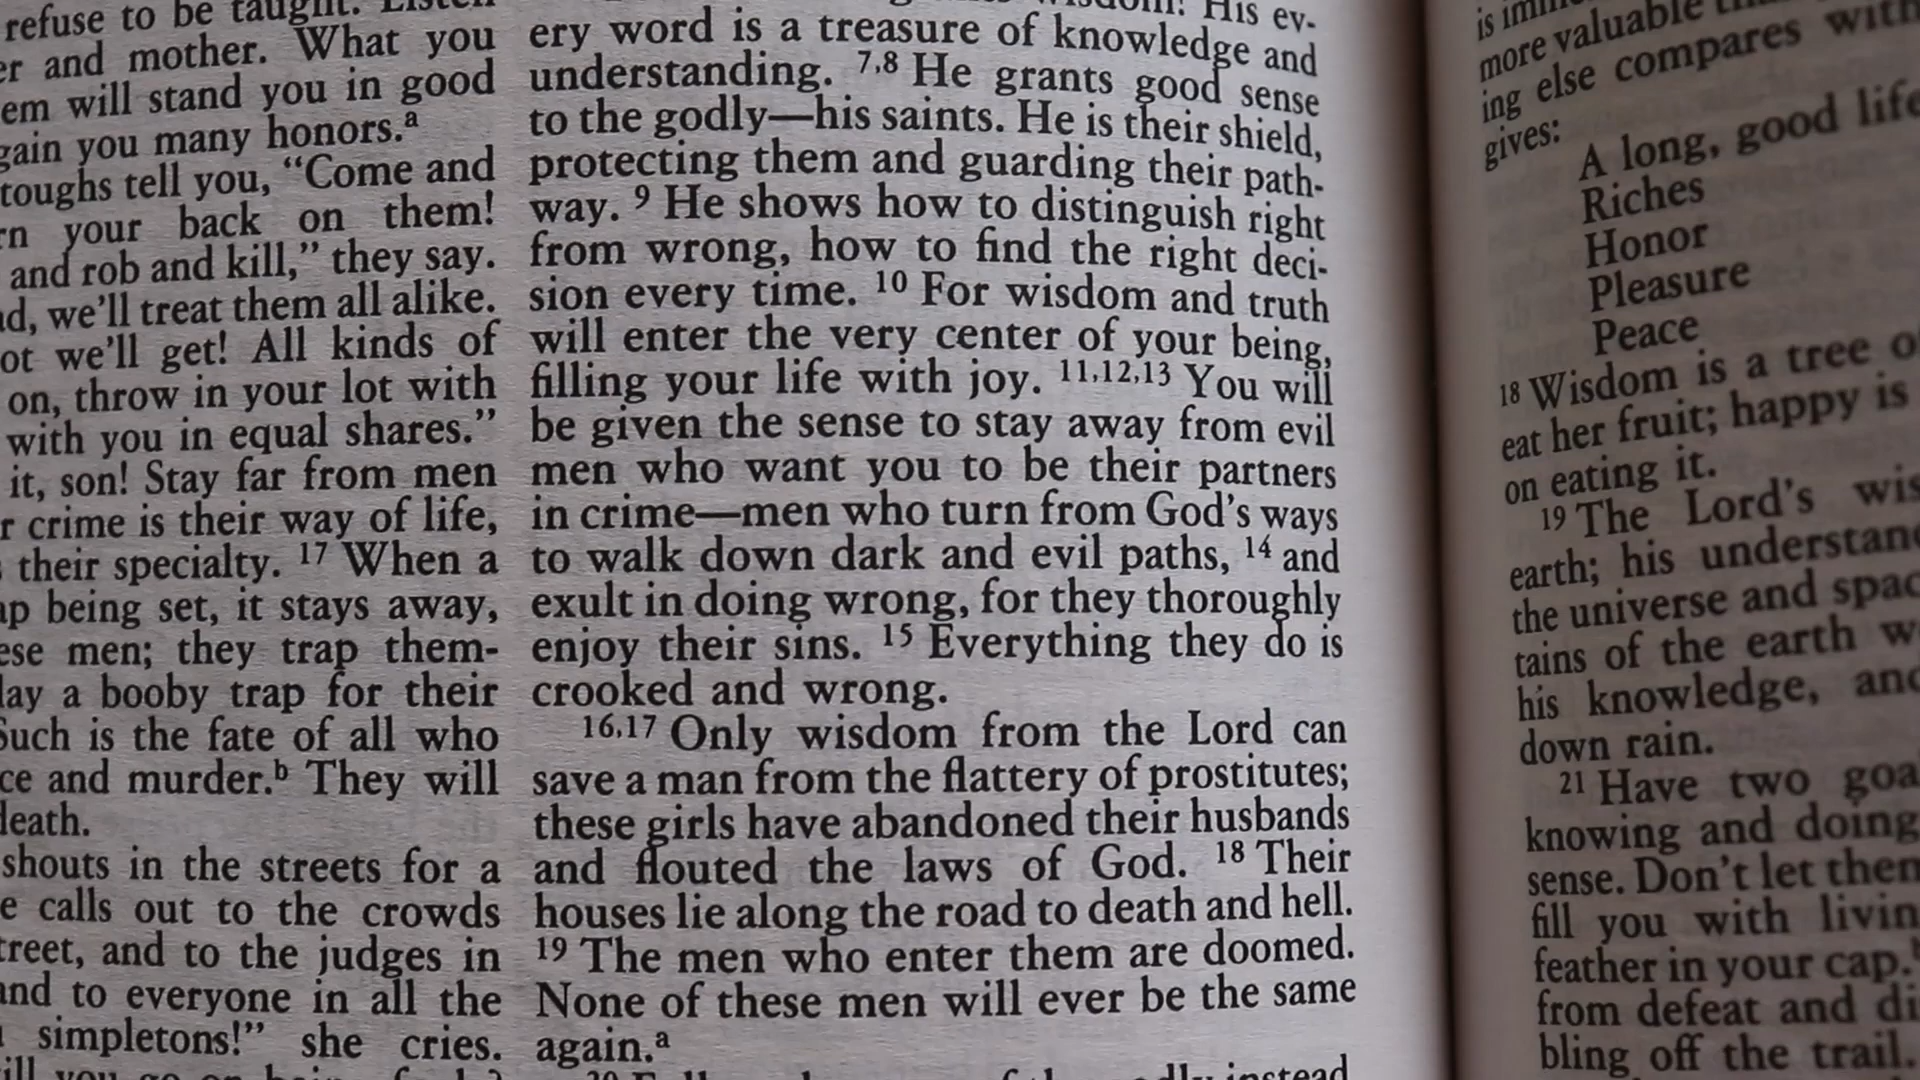 refuse to be taught. Listen
er and mother. What you
em will stand you in good
gain you many honors.a
toughs tell you, “Come and
rn your back on them!
and rob and kill,” they say.
we’ll treat them all alike.
ot we’ll get! All kinds of
on, throw in your lot with
with you in equal shares.”
it, son! Stay far from men
r crime is their way of life,
their specialty. 17 When a
ap being set, it stays away,
ese men; they trap them-
lay a booby trap for their
Such is the fate of all who
ce and murder.b They will
death.
shouts in the streets for a
e calls out to the crowds
treet, and to the judges in
and to everyone in all the
simpletons!” she cries.
His ev-
ery word is a treasure of knowledge and
understanding. 7,8 He grants good sense
to the godly—his saints. He is their shield,
protecting them and guarding their path-
way. 9 He shows how to distinguish right
from wrong, how to find the right deci-
sion every time. 10 For wisdom and truth
will enter the very center of your being,
filling your life with joy. 11,12,13 You will
be given the sense to stay away from evil
men who want you to be their partners
in crime—men who turn from God’s ways
to walk down dark and evil paths, 14 and
exult in doing wrong, for they thoroughly
enjoy their sins. 15 Everything they do is
crooked and wrong.
16,17 Only wisdom from the Lord can
save a man from the flattery of prostitutes;
these girls have abandoned their husbands
and flouted the laws of God. 18 Their
houses lie along the road to death and hell.
19 The men who enter them are doomed.
None of these men will ever be the same
again.a
instead
is
more valuable
ing else compares with
gives:
A long, good life
Riches
Honor
Pleasure
Peace
18 Wisdom is a tree of
eat her fruit; happy is
on eating it.
19 The Lord’s wis
earth; his understand
the universe and spac
tains of the earth w
his knowledge, and
down rain.
21 Have two goa
knowing and doing
sense. Don’t let them
fill you with livin
feather in your cap.
from defeat and di
bling off the trail.